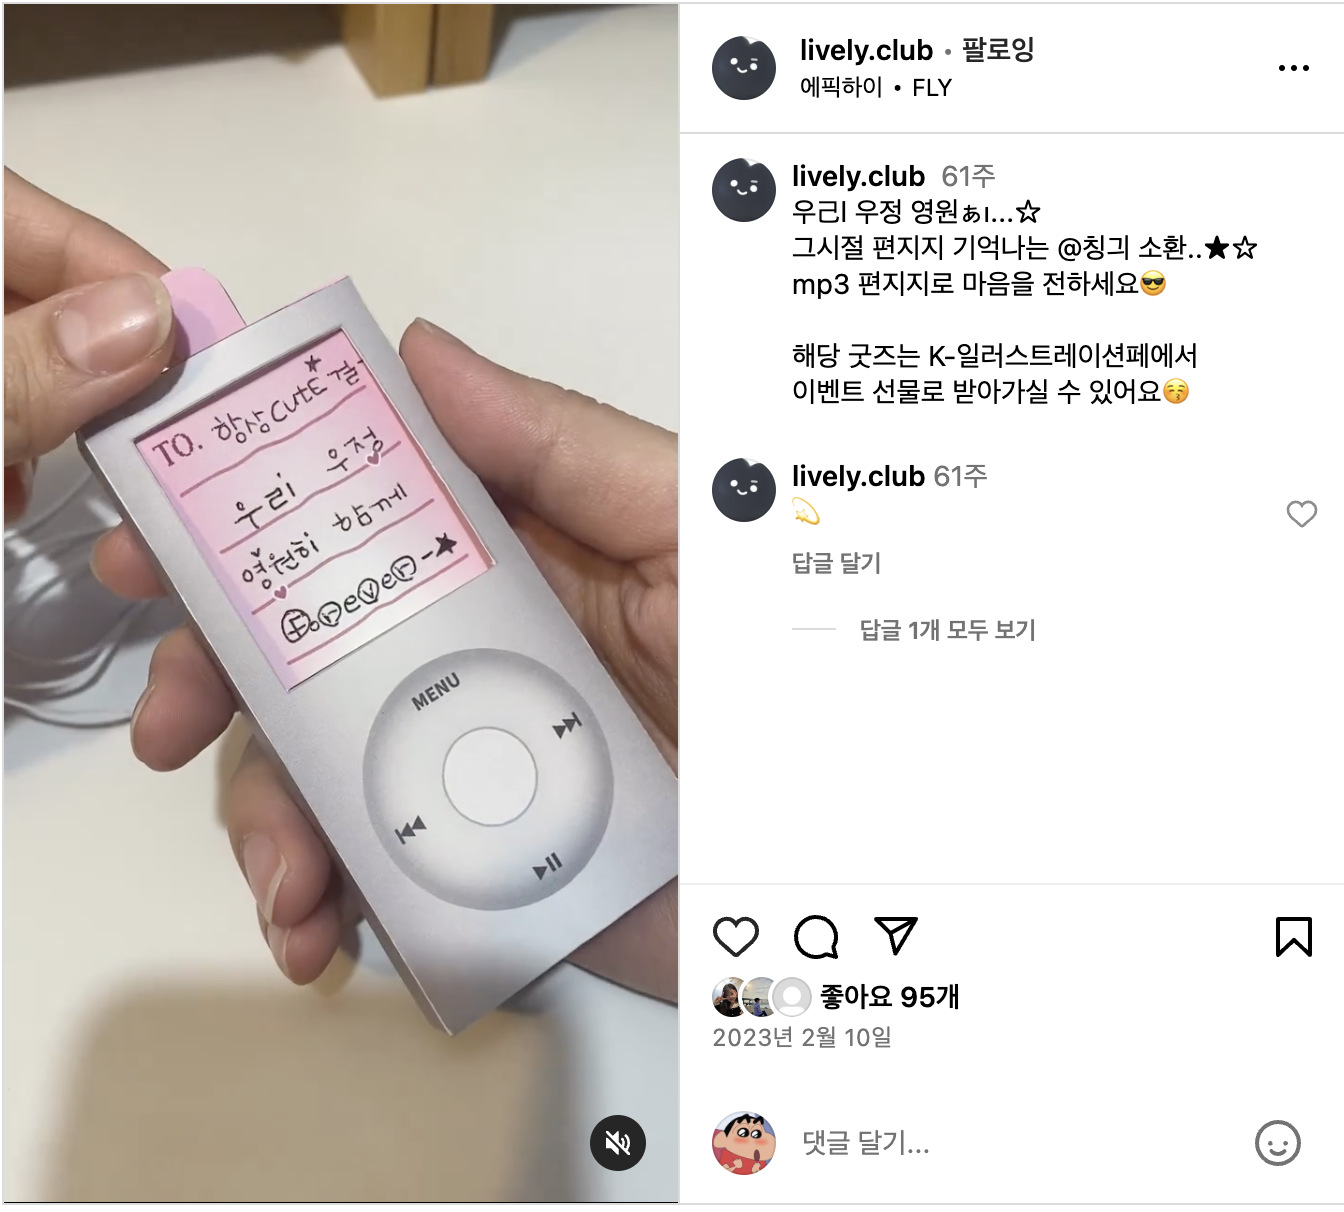 TO. 항상 CUTE 걸
우리 우정
영원히 함께
Forever-★
MENU
lively.club • 팔로잉
에픽하이 • FLY
lively.club 61주
우己l 우정 영원ぁı...☆
그시절 편지지 기억나는 @칭긔 소환..★☆
mp3 편지지로 마음을 전하세요😎
해당 굿즈는 K-일러스트레이션페에서
이벤트 선물로 받아가실 수 있어요😚
lively.club 61주
💫
답글 달기
답글 1개 모두 보기
좋아요 95개
2023년 2월 10일
댓글 달기...